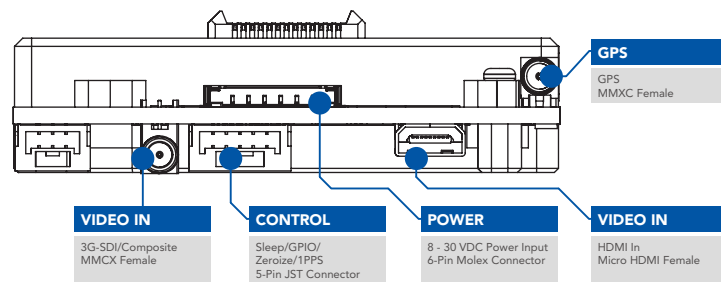 GPS
GPS
MMXC Female
VIDEO IN
3G-SDI/Composite
MMCX Female
CONTROL
Sleep/GPIO/
Zeroize/1PPS
5-Pin JST Connector
POWER
8 - 30 VDC Power Input
6-Pin Molex Connector
VIDEO IN
HDMI In
Micro HDMI Female